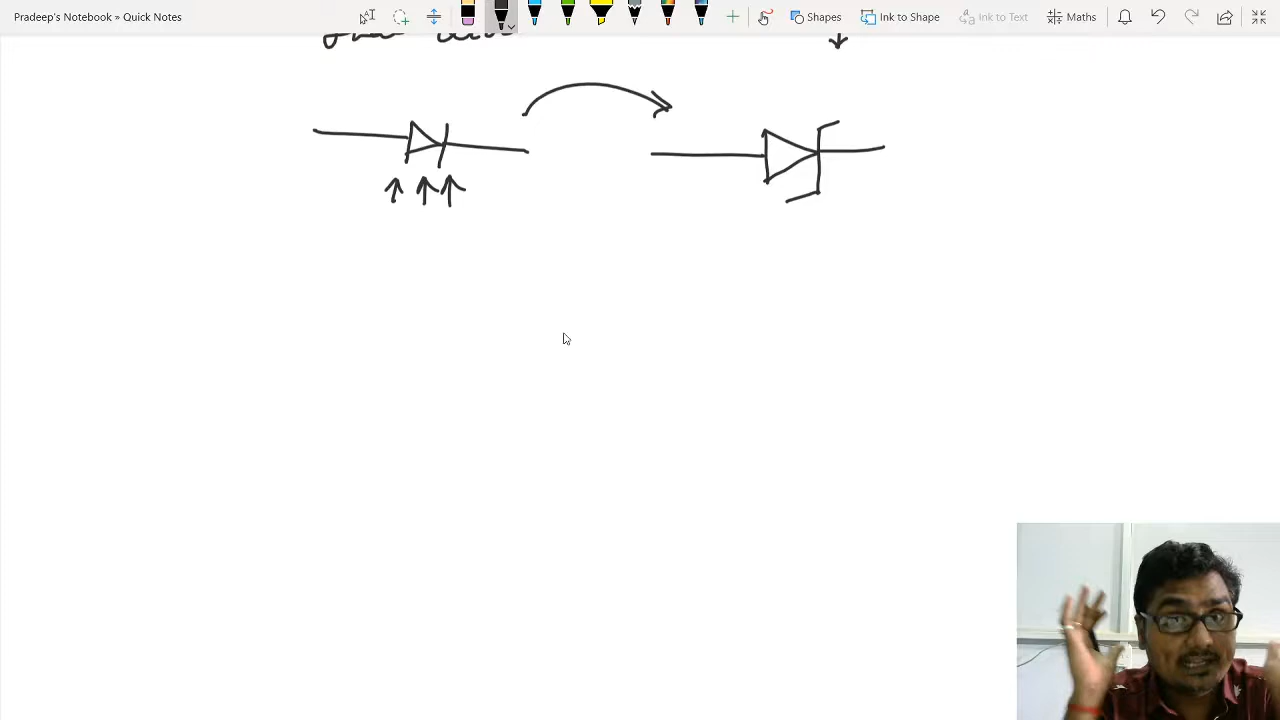 Pradeep's Notebook » Quick Notes
Shapes
Ink to Shape
Ink to Text
Maths